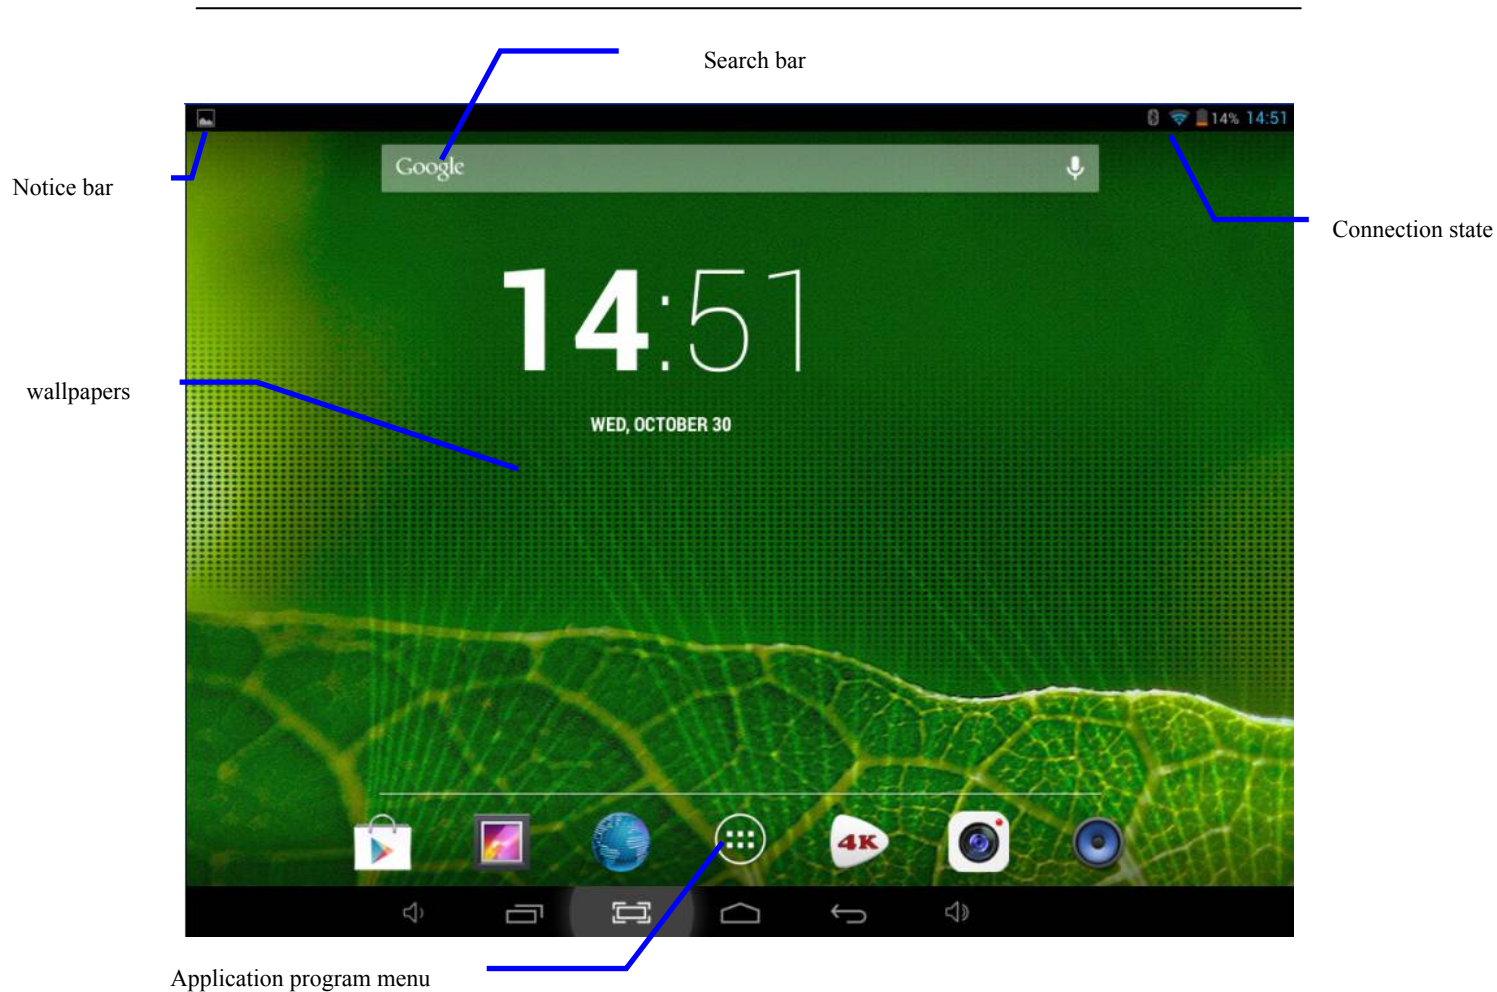 Search bar
14% 14:51
Google
Notice bar
Connection state
14:51
wallpapers
WED, OCTOBER 30
4K
Application program menu